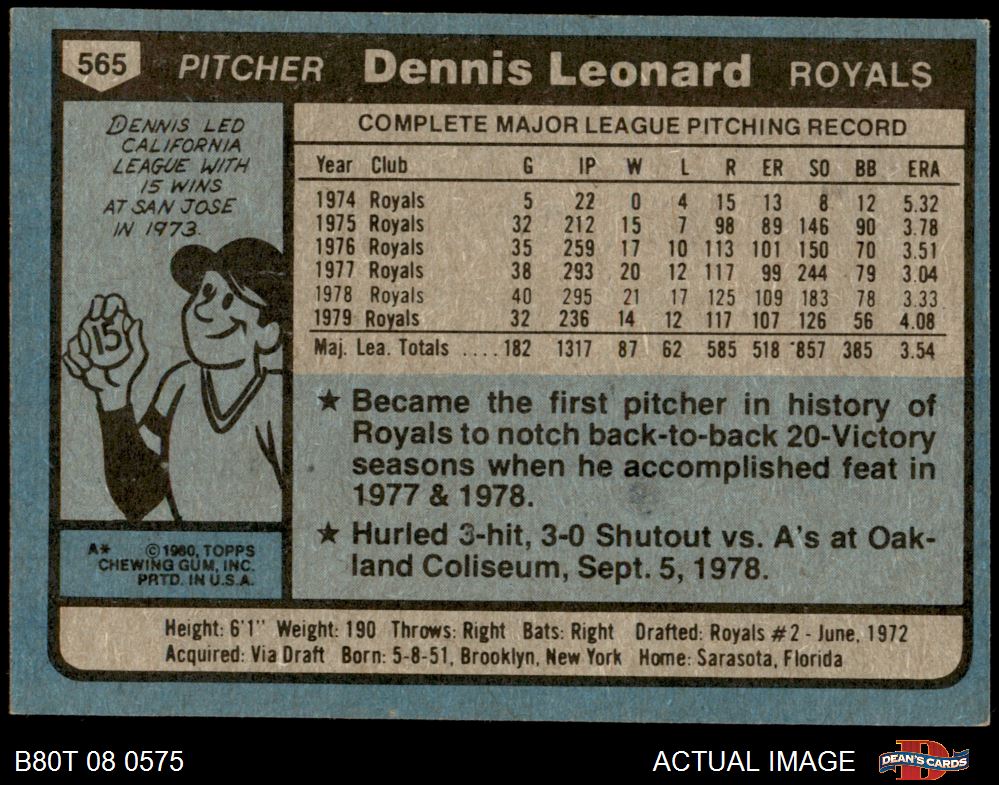 565 PITCHER Dennis Leonard ROYALS
DENNIS LED
CALIFORNIA
LEAGUE WITH
15 WINS
AT SAN JOSE
IN 1973.
15
A* ©1980, TOPPS
CHEWING GUM, INC.
PRTD. IN U.S.A.
COMPLETE MAJOR LEAGUE PITCHING RECORD
Year Club G IP W L R ER SO BB ERA
1974 Royals 5 22 0 4 15 13 8 12 5.32
1975 Royals 32 212 15 7 98 89 146 90 3.78
1976 Royals 35 259 17 10 113 101 150 70 3.51
1977 Royals 38 293 20 12 117 99 244 79 3.04
1978 Royals 40 295 21 17 125 109 183 78 3.33
1979 Royals 32 236 14 12 117 107 126 56 4.08
Maj. Lea. Totals ....182 1317 87 62 585 518 857 385 3.54
★ Became the first pitcher in history of
Royals to notch back-to-back 20-Victory
seasons when he accomplished feat in
1977 & 1978.
★ Hurled 3-hit, 3-0 Shutout vs. A's at Oak-
land Coliseum, Sept. 5, 1978.
Height: 6'1" Weight: 190 Throws: Right Bats: Right Drafted: Royals #2 - June, 1972
Acquired: Via Draft Born: 5-8-51, Brooklyn, New York Home: Sarasota, Florida
B80T 08 0575 ACTUAL IMAGE DEAN'S CARDS